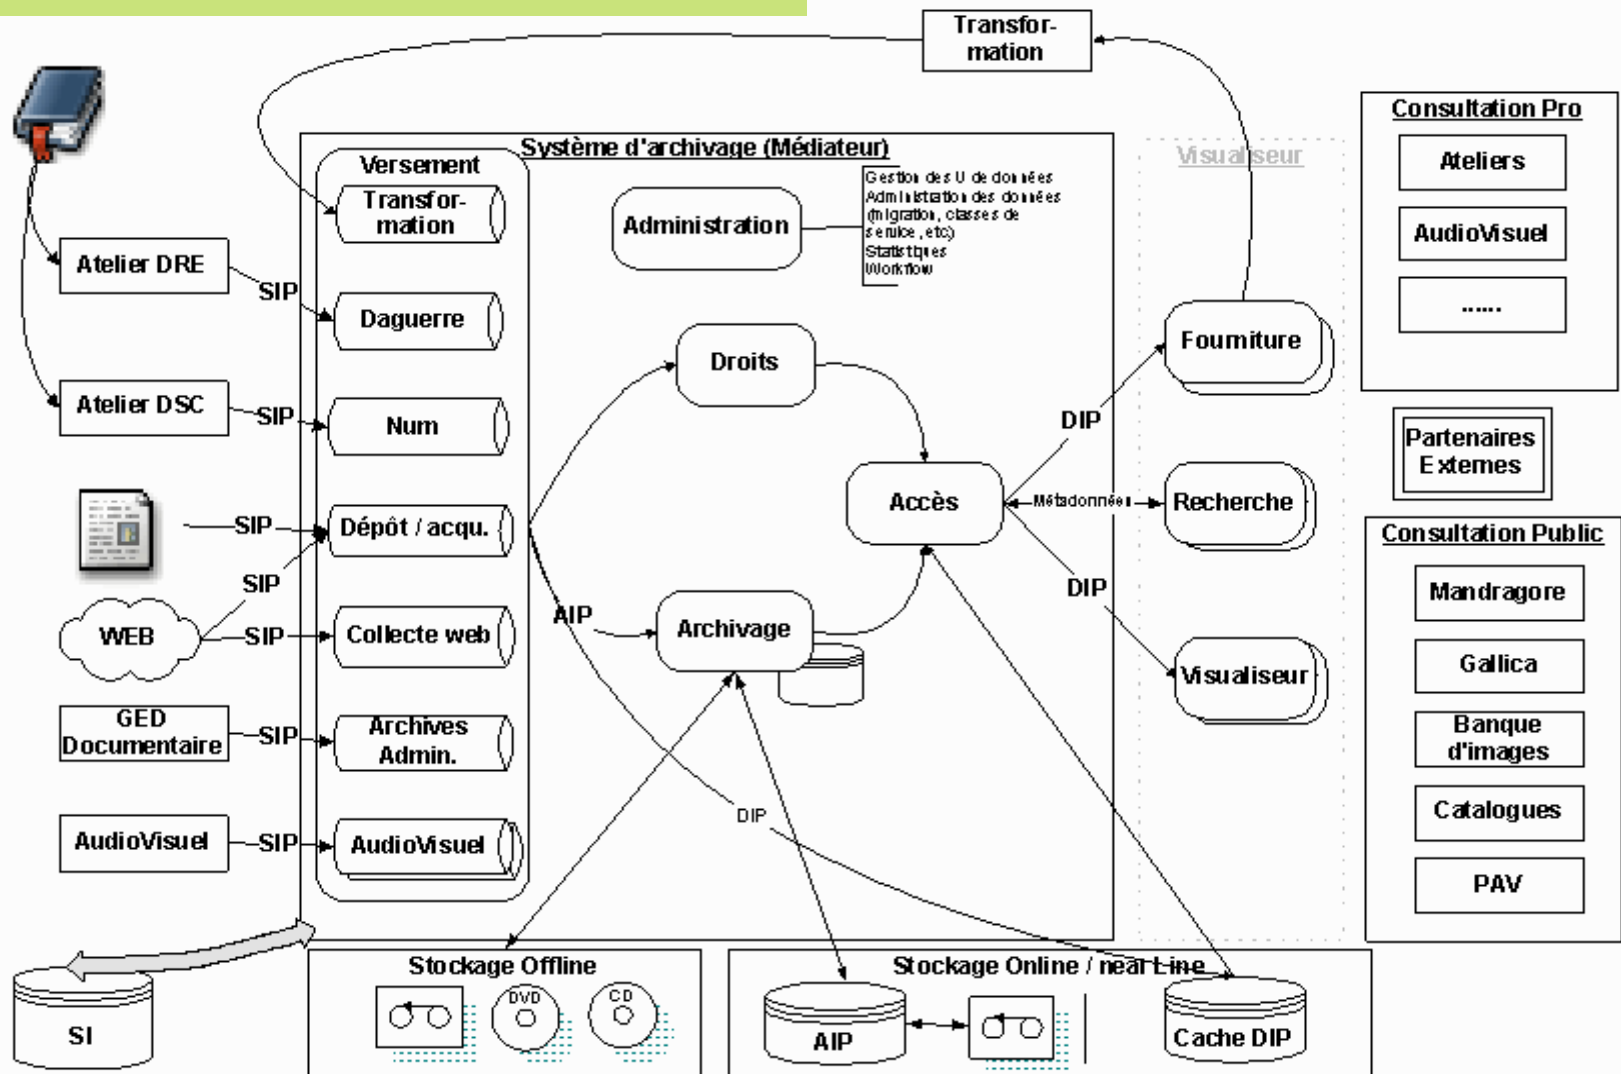 Transfor-
mation
Consultation Pro
Ateliers
AudioVisuel
......
Système d'archivage (Médiateur)
Visualiseur
Versement
Transfor-
mation
Administration
Gestion des U de données
Administration des données
(migration, classes de
service, etc)
Statistiques
Workflow
Atelier DRE
SIP
Daguerre
Droits
Fourniture
Atelier DSC
SIP
Num
DIP
Partenaires
Externes
Accès
Métadonnées
Recherche
SIP
Dépôt / acqu.
SIP
Consultation Public
Mandragore
Gallica
Banque
d'images
Catalogues
PAV
DIP
WEB
SIP
Collecte web
AIP
Archivage
Visualiseur
GED
Documentaire
SIP
Archives
Admin.
DIP
AudioVisuel
SIP
AudioVisuel
Stockage Offline
Stockage Online / near Line
DVD
CD
SI
AIP
Cache DIP